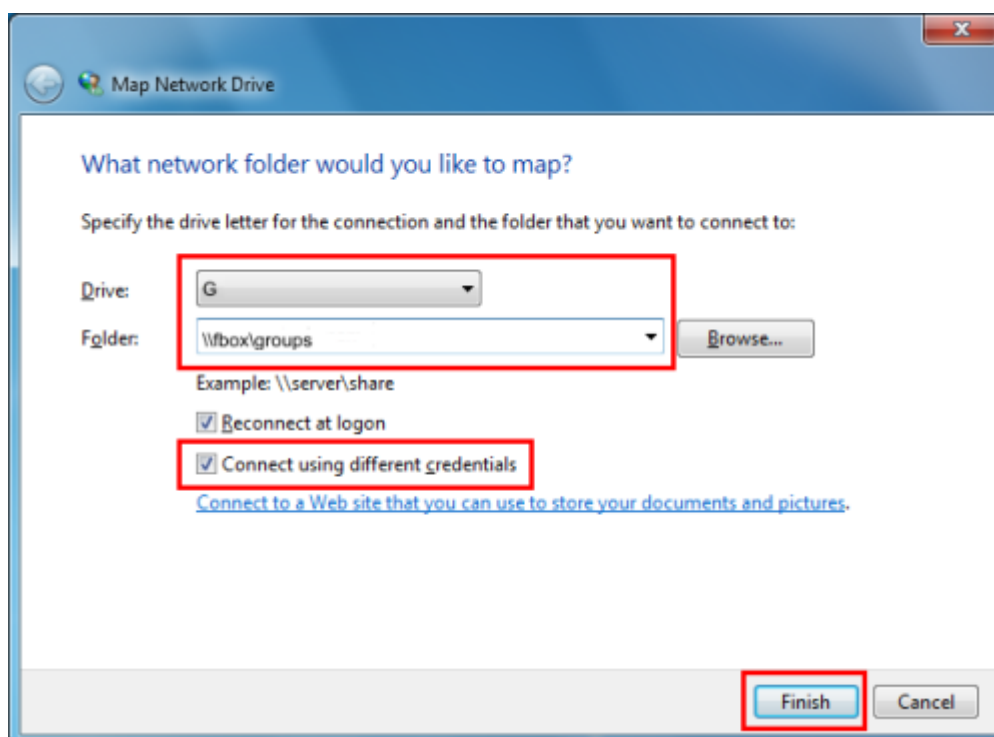 Map Network Drive
What network folder would you like to map?
Specify the drive letter for the connection and the folder that you want to connect to:
Drive: G
Folder: \\fbox\groups Browse...
Example: \\server\share
Reconnect at logon
Connect using different credentials
Connect to a Web site that you can use to store your documents and pictures.
Finish Cancel